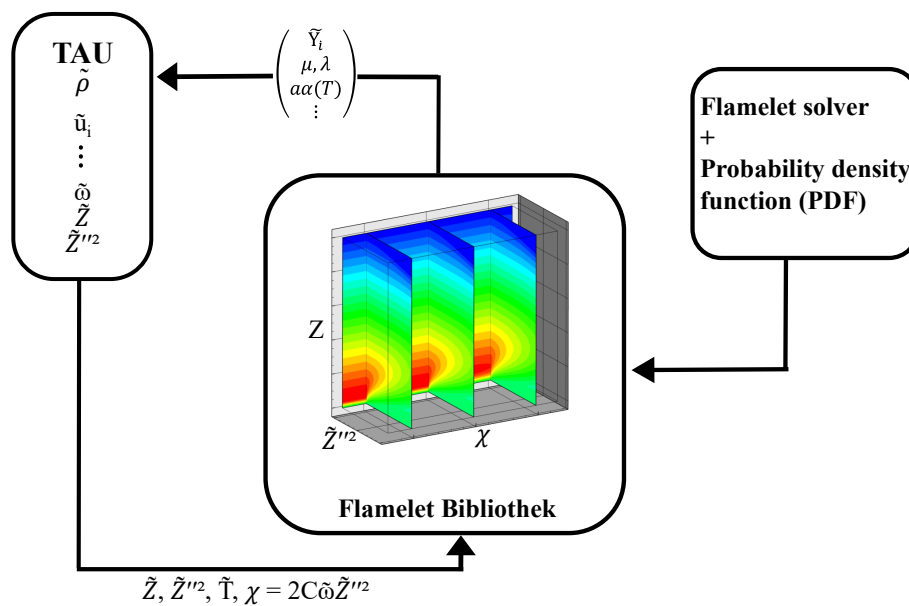 TAU
ρ̃
ũᵢ
⋮
ω̃
Z̃
Z̃″²
Ỹᵢ
μ, λ
aα(T)
⋮
Flamelet solver
+
Probability density
function (PDF)
Z
Z̃″²
χ
Flamelet Bibliothek
Z̃, Z̃″², T̃, χ = 2Cω̃Z̃″²